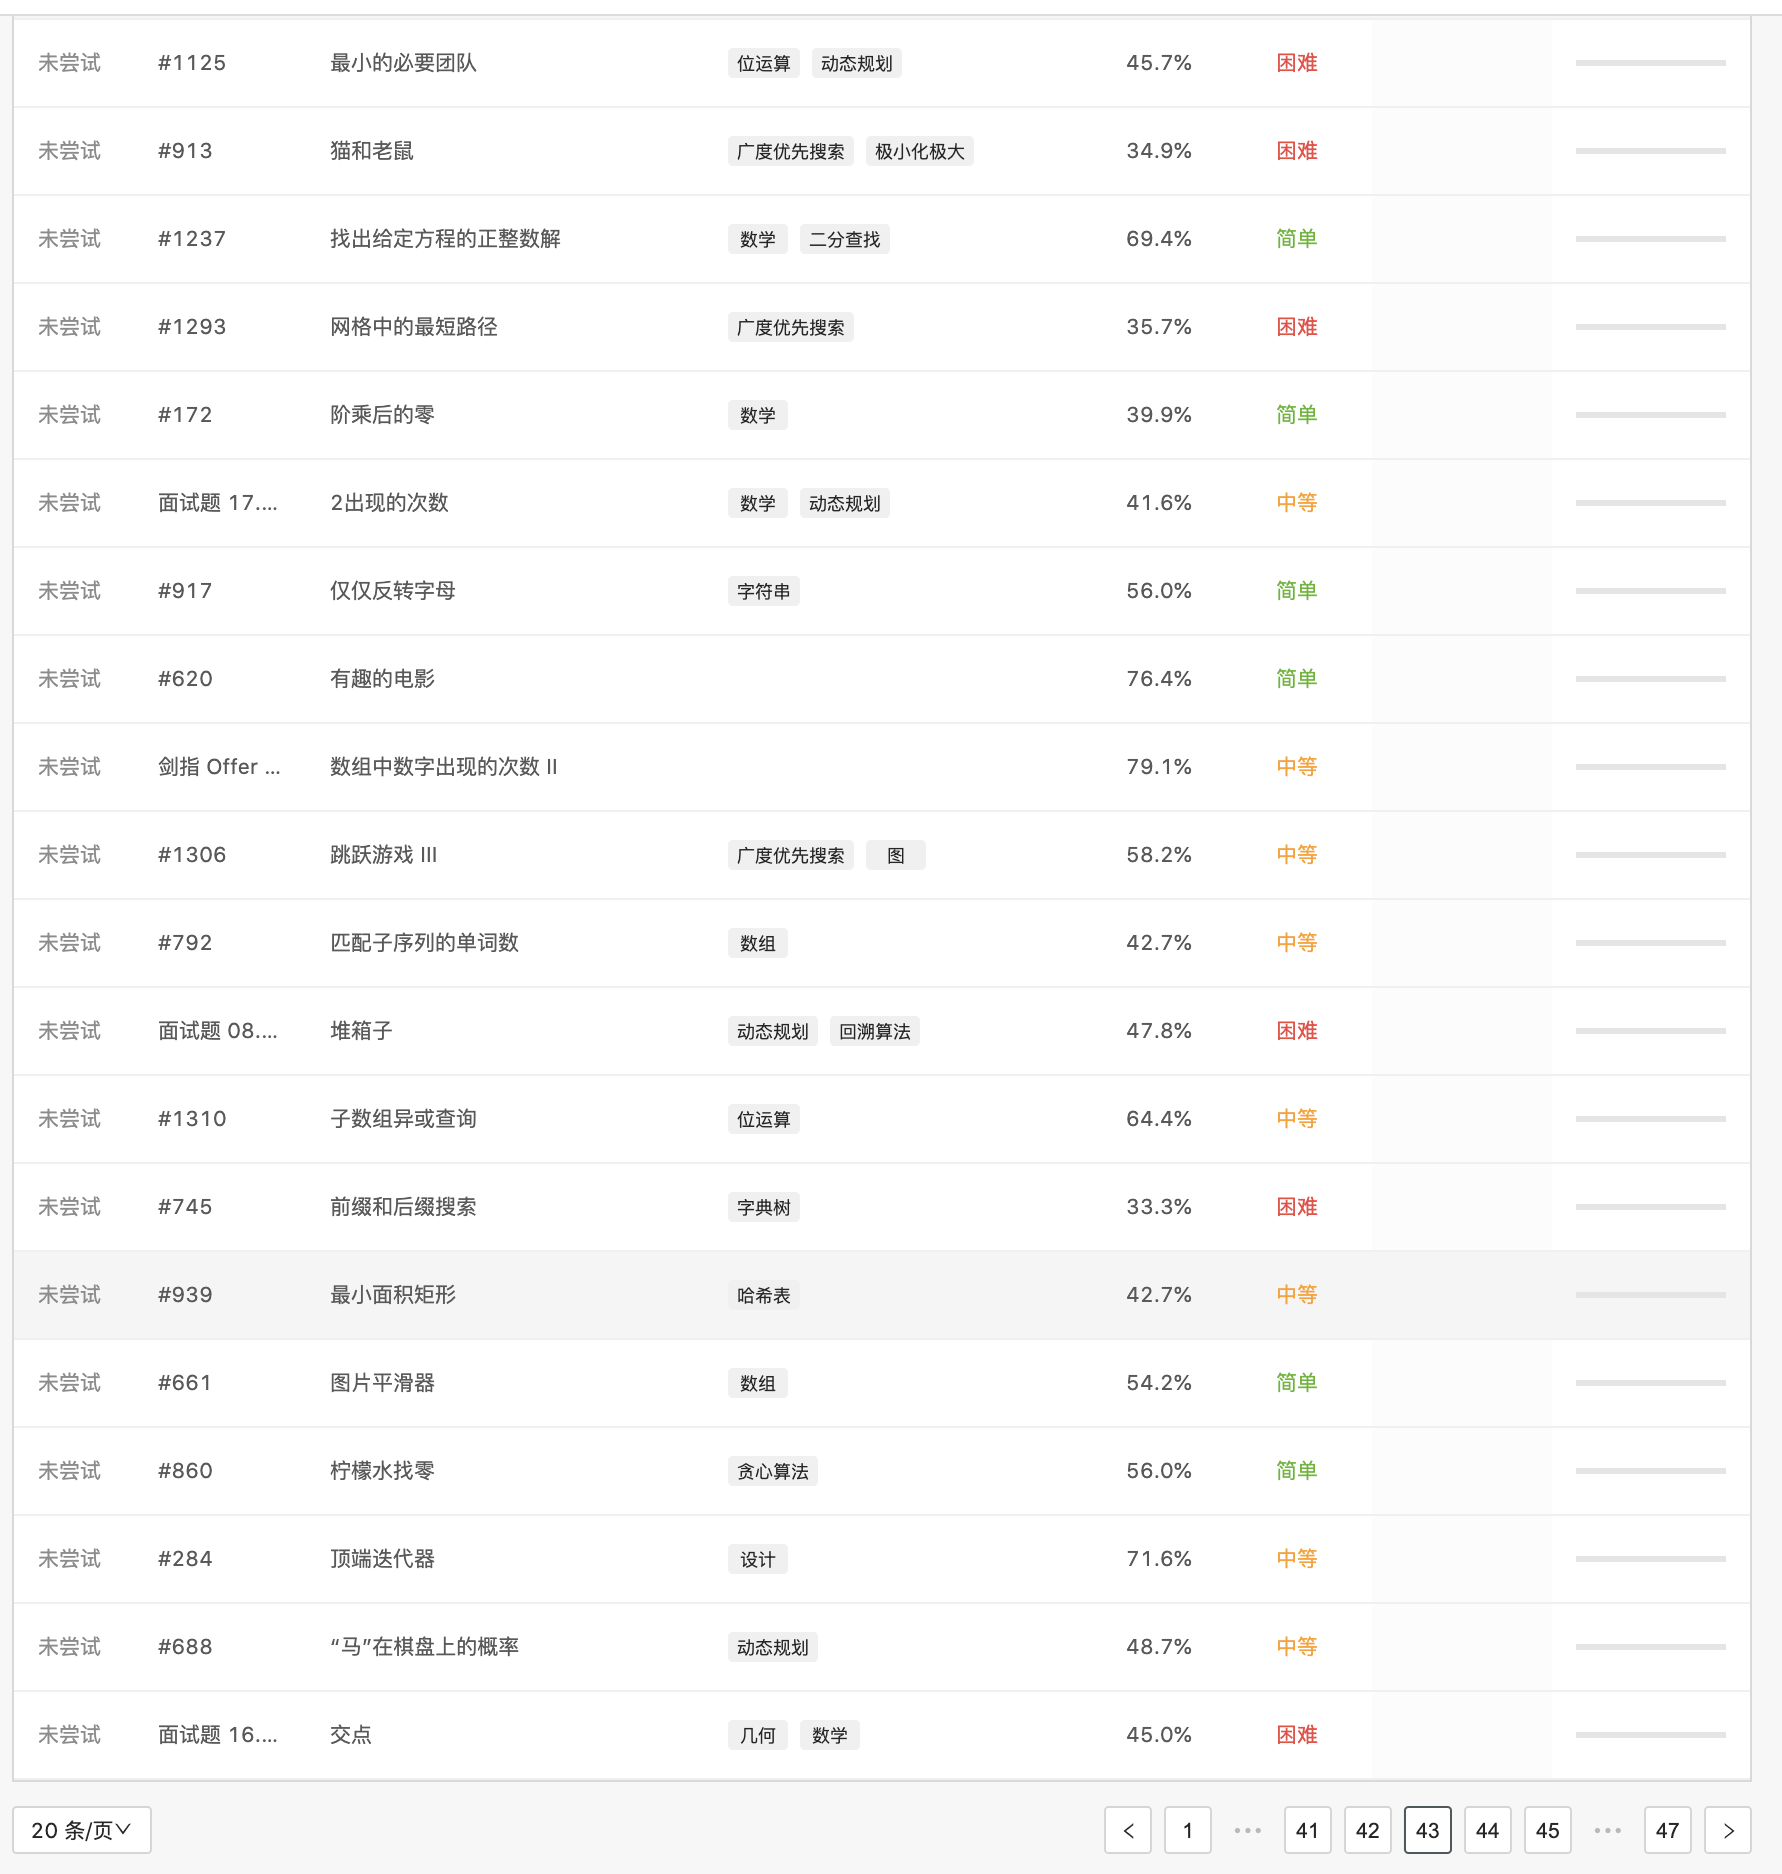 未尝试 #1125 最小的必要团队 位运算 动态规划 45.7% 困难
未尝试 #913 猫和老鼠 广度优先搜索 极小化极大 34.9% 困难
未尝试 #1237 找出给定方程的正整数解 数学 二分查找 69.4% 简单
未尝试 #1293 网格中的最短路径 广度优先搜索 35.7% 困难
未尝试 #172 阶乘后的零 数学 39.9% 简单
未尝试 面试题 17.... 2出现的次数 数学 动态规划 41.6% 中等
未尝试 #917 仅仅反转字母 字符串 56.0% 简单
未尝试 #620 有趣的电影 76.4% 简单
未尝试 剑指 Offer ... 数组中数字出现的次数 II 79.1% 中等
未尝试 #1306 跳跃游戏 III 广度优先搜索 图 58.2% 中等
未尝试 #792 匹配子序列的单词数 数组 42.7% 中等
未尝试 面试题 08.... 堆箱子 动态规划 回溯算法 47.8% 困难
未尝试 #1310 子数组异或查询 位运算 64.4% 中等
未尝试 #745 前缀和后缀搜索 字典树 33.3% 困难
未尝试 #939 最小面积矩形 哈希表 42.7% 中等
未尝试 #661 图片平滑器 数组 54.2% 简单
未尝试 #860 柠檬水找零 贪心算法 56.0% 简单
未尝试 #284 顶端迭代器 设计 71.6% 中等
未尝试 #688 “马”在棋盘上的概率 动态规划 48.7% 中等
未尝试 面试题 16.... 交点 几何 数学 45.0% 困难
20 条/页 < 1 ••• 41 42 43 44 45 ••• 47 >